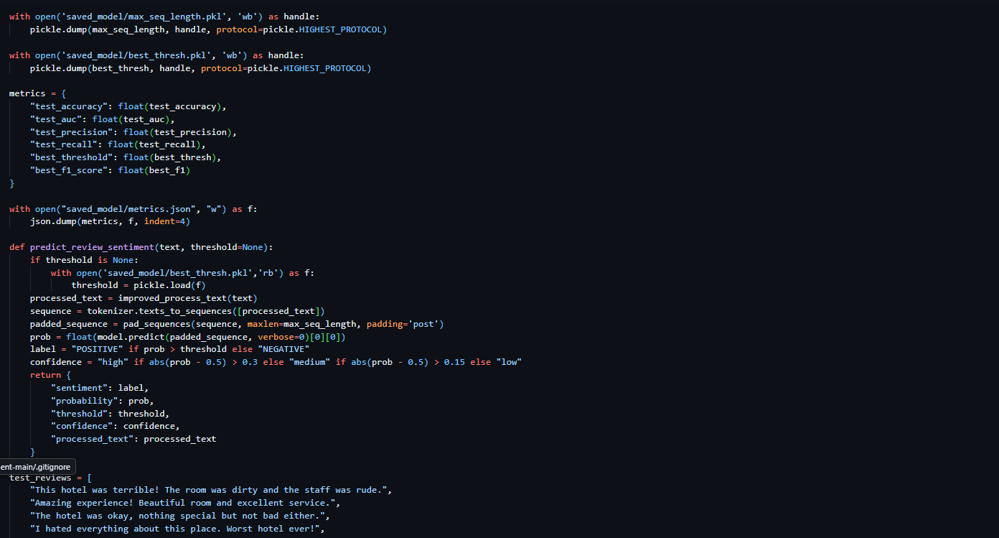 with open('saved_model/max_seq_length.pkl', 'wb') as handle:
    pickle.dump(max_seq_length, handle, protocol=pickle.HIGHEST_PROTOCOL)
with open('saved_model/best_thresh.pkl', 'wb') as handle:
    pickle.dump(best_thresh, handle, protocol=pickle.HIGHEST_PROTOCOL)
metrics = {
    "test_accuracy": float(test_accuracy),
    "test_auc": float(test_auc),
    "test_precision": float(test_precision),
    "test_recall": float(test_recall),
    "best_threshold": float(best_thresh),
    "best_f1_score": float(best_f1)
}
with open("saved_model/metrics.json", "w") as f:
    json.dump(metrics, f, indent=4)
def predict_review_sentiment(text, threshold=None):
    if threshold is None:
        with open('saved_model/best_thresh.pkl','rb') as f:
            threshold = pickle.load(f)
    processed_text = improved_process_text(text)
    sequence = tokenizer.texts_to_sequences([processed_text])
    padded_sequence = pad_sequences(sequence, maxlen=max_seq_length, padding='post')
    prob = float(model.predict(padded_sequence, verbose=0)[0][0])
    label = "POSITIVE" if prob > threshold else "NEGATIVE"
    confidence = "high" if abs(prob - 0.5) > 0.3 else "medium" if abs(prob - 0.5) > 0.15 else "low"
    return {
        "sentiment": label,
        "probability": prob,
        "threshold": threshold,
        "confidence": confidence,
        "processed_text": processed_text
    }
ent-main/.gitignore
test_reviews = [
    "This hotel was terrible! The room was dirty and the staff was rude.",
    "Amazing experience! Beautiful room and excellent service.",
    "The hotel was okay, nothing special but not bad either.",
    "I hated everything about this place. Worst hotel ever!",